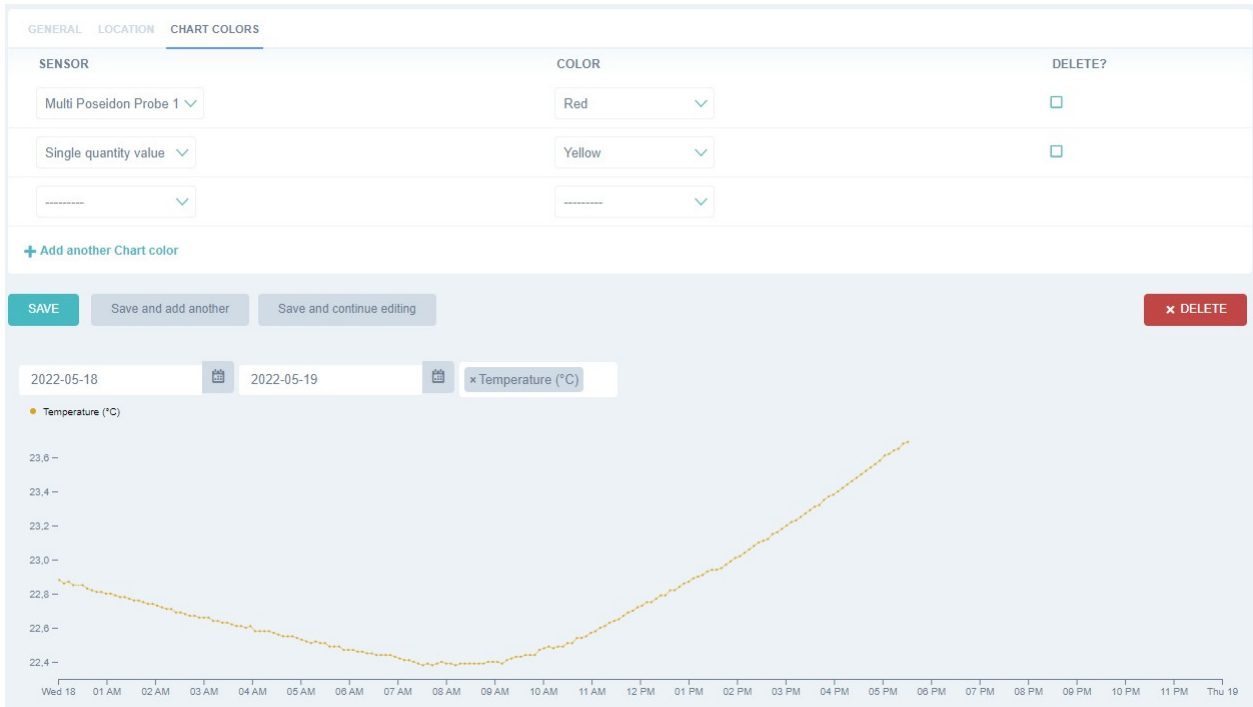 GENERAL LOCATION CHART COLORS
SENSOR COLOR DELETE?
Multi Poseidon Probe 1 Red
Single quantity value Yellow
--------- ---------
+ Add another Chart color
SAVE Save and add another Save and continue editing × DELETE
2022-05-18 2022-05-19 × Temperature (°C)
Temperature (°C)
23,6
23,4
23,2
23,0
22,8
22,6
22,4
Wed 18 01 AM 02 AM 03 AM 04 AM 05 AM 06 AM 07 AM 08 AM 09 AM 10 AM 11 AM 12 PM 01 PM 02 PM 03 PM 04 PM 05 PM 06 PM 07 PM 08 PM 09 PM 10 PM 11 PM Thu 19